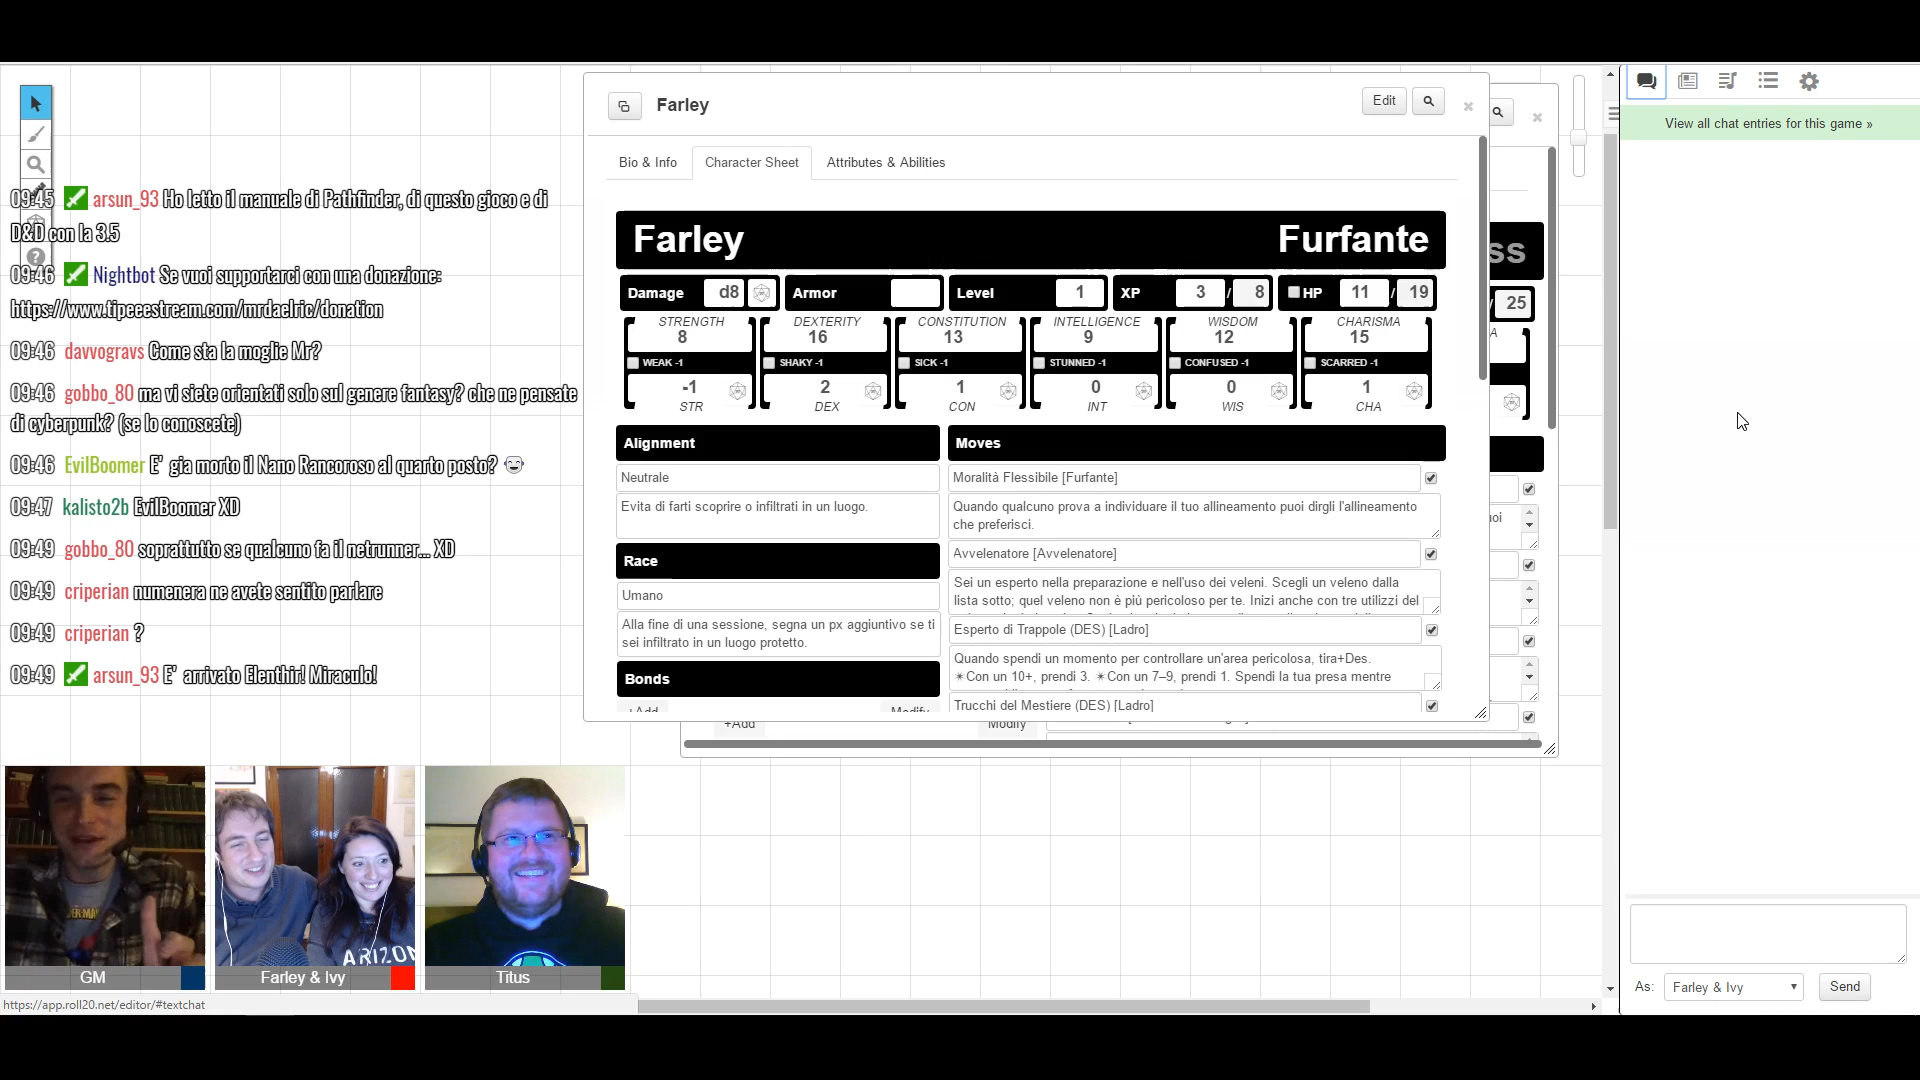 Farley
Edit
Bio & Info
Character Sheet
Attributes & Abilities
View all chat entries for this game »
Farley
Furfante
Damage
d8
Armor
Level
1
XP
3
/
8
HP
11
/
19
STRENGTH
8
WEAK -1
-1
STR
DEXTERITY
16
SHAKY -1
2
DEX
CONSTITUTION
13
SICK -1
1
CON
INTELLIGENCE
9
STUNNED -1
0
INT
WISDOM
12
CONFUSED -1
0
WIS
CHARISMA
15
SCARRED -1
1
CHA
ss
25
A
Alignment
Neutrale
Evita di farti scoprire o infiltrati in un luogo.
Race
Umano
Alla fine di una sessione, segna un px aggiuntivo se ti
sei infiltrato in un luogo protetto.
Bonds
+Add
Modify
Moves
Moralità Flessibile [Furfante]
Quando qualcuno prova a individuare il tuo allineamento puoi dirgli l'allineamento
che preferisci.
Avvelenatore [Avvelenatore]
Sei un esperto nella preparazione e nell'uso dei veleni. Scegli un veleno dalla
lista sotto; quel veleno non è più pericoloso per te. Inizi anche con tre utilizzi del
Esperto di Trappole (DES) [Ladro]
Quando spendi un momento per controllare un'area pericolosa, tira+Des.
✶Con un 10+, prendi 3. ✶Con un 7–9, prendi 1. Spendi la tua presa mentre
Trucchi del Mestiere (DES) [Ladro]
+Add
Modify
09:45 arsun_93 Ho letto il manuale di Pathfinder, di questo gioco e di
D&D con la 3.5
09:46 Nightbot Se vuoi supportarci con una donazione:
https://www.tipeeestream.com/mrdaelric/donation
09:46 davvogravs Come sta la moglie Mr?
09:46 gobbo_80 ma vi siete orientati solo sul genere fantasy? che ne pensate
di cyberpunk? (se lo conoscete)
09:46 EvilBoomer E' gia morto il Nano Rancoroso al quarto posto?
09:47 kalisto2b EvilBoomer XD
09:49 gobbo_80 soprattutto se qualcuno fa il netrunner... XD
09:49 criperian numenera ne avete sentito parlare
09:49 criperian ?
09:49 arsun_93 E' arrivato Elenthir! Miraculo!
GM
Farley & Ivy
ARIZON
Titus
https://app.roll20.net/editor/#textchat
As:
Farley & Ivy
Send